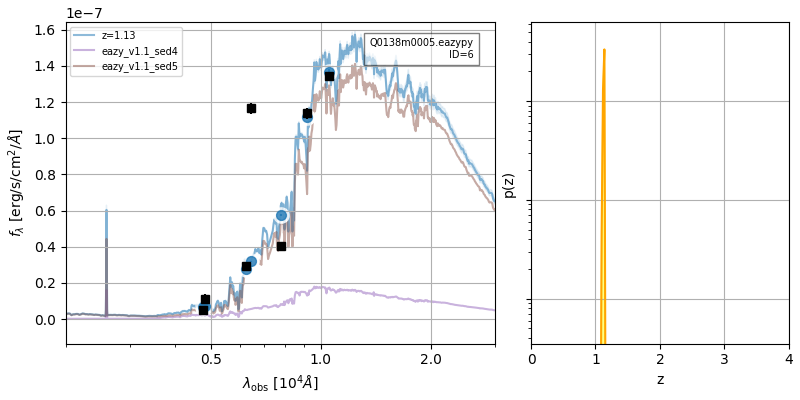 1e−7
z=1.13
eazy_v1.1_sed4
eazy_v1.1_sed5
Q0138m0005.eazypy
ID=6
1.6
1.4
1.2
1.0
0.8
0.6
0.4
0.2
0.0
f_λ [erg/s/cm²/Å]
0.5
1.0
2.0
λ_obs [10⁴Å]
p(z)
0
1
2
3
4
z